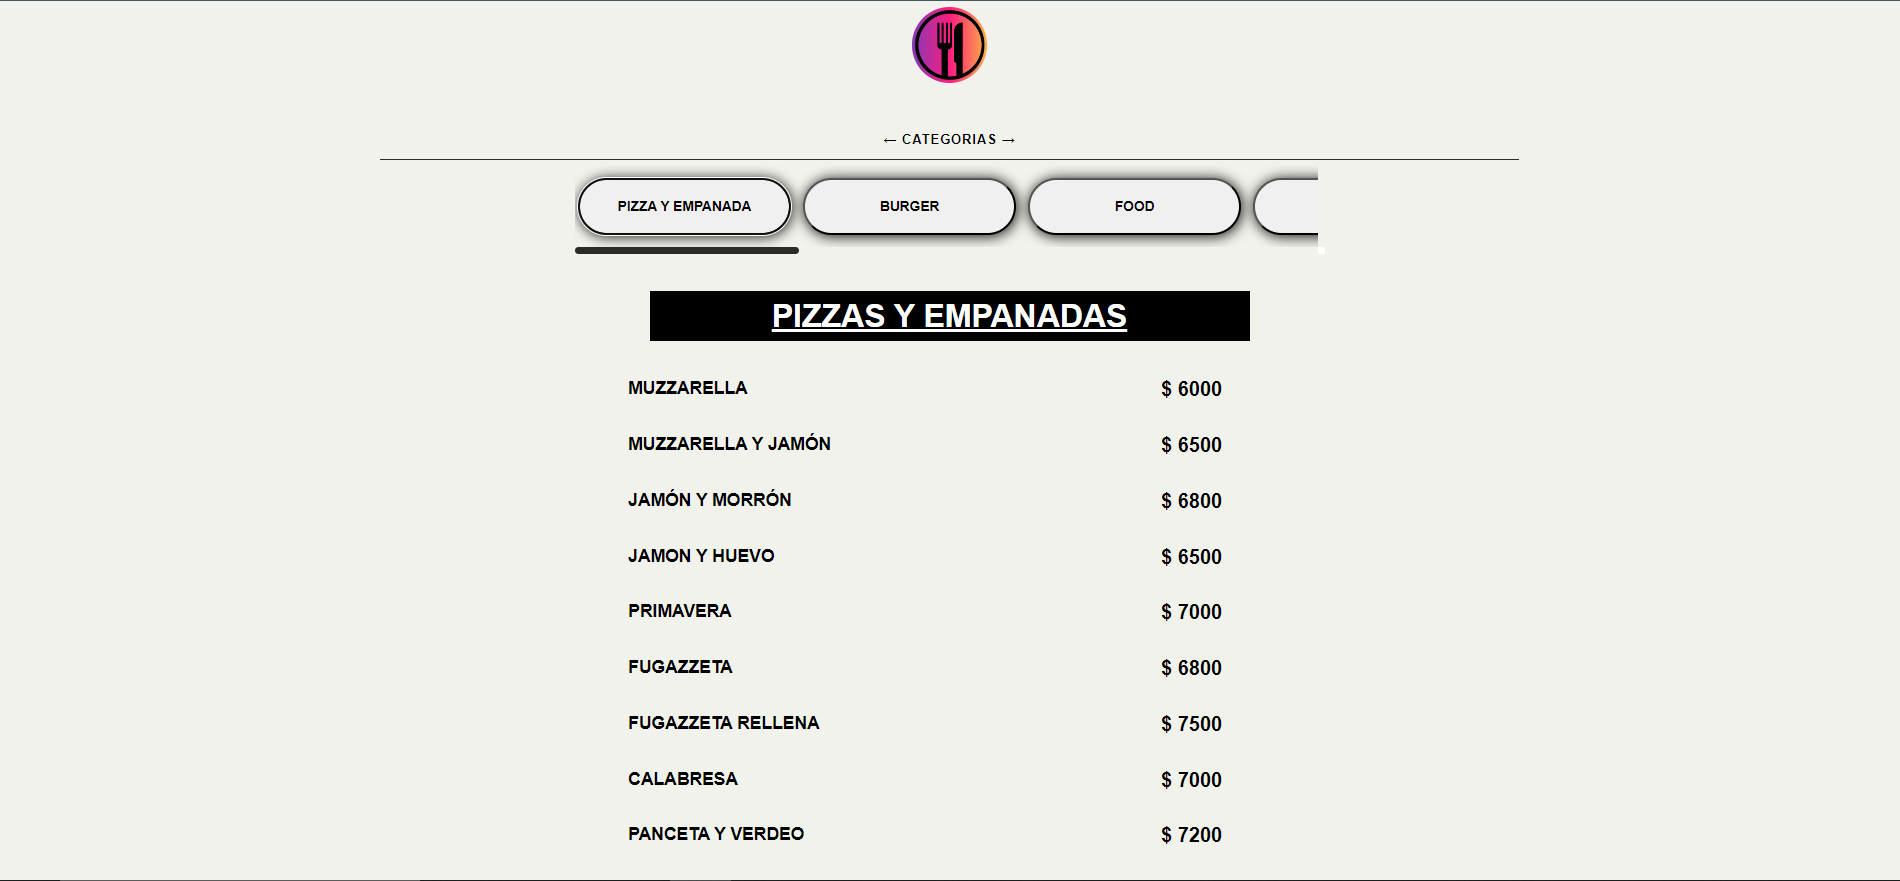 ← CATEGORIAS →
PIZZA Y EMPANADA
BURGER
FOOD
PIZZAS Y EMPANADAS
MUZZARELLA $ 6000
MUZZARELLA Y JAMÓN $ 6500
JAMÓN Y MORRÓN $ 6800
JAMON Y HUEVO $ 6500
PRIMAVERA $ 7000
FUGAZZETA $ 6800
FUGAZZETA RELLENA $ 7500
CALABRESA $ 7000
PANCETA Y VERDEO $ 7200